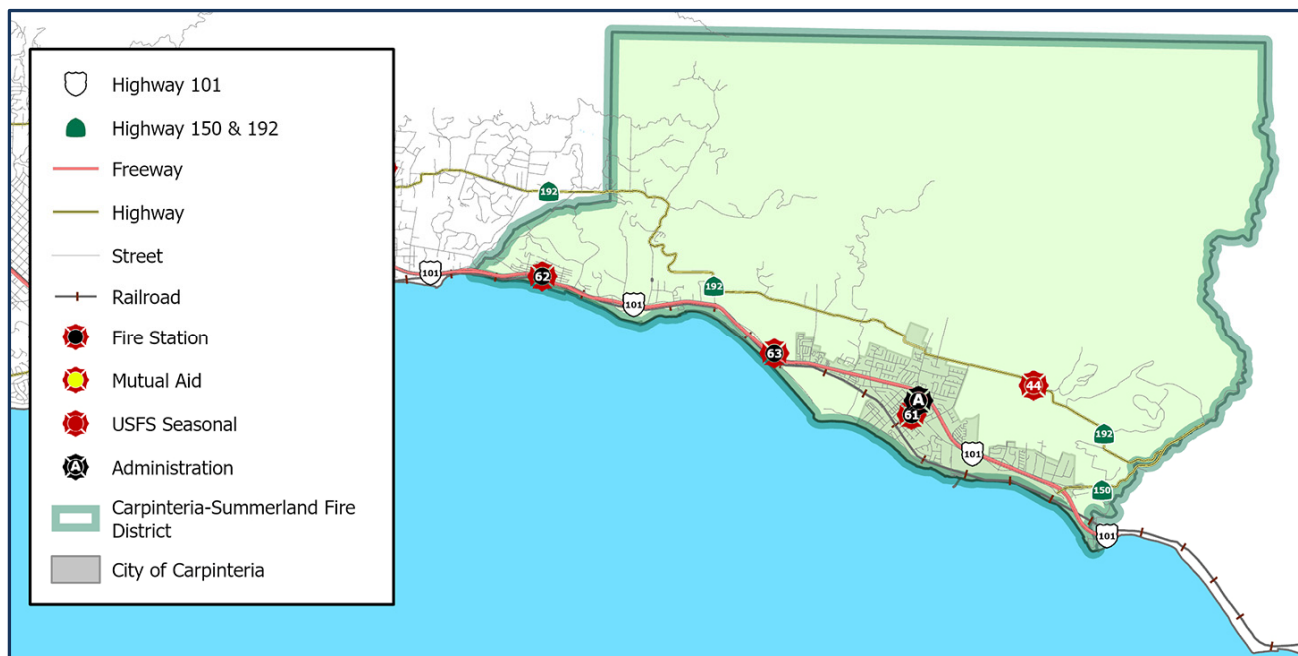 Highway 101
Highway 150 & 192
Freeway
Highway
Street
Railroad
Fire Station
Mutual Aid
USFS Seasonal
A
Administration
Carpinteria-Summerland Fire
District
City of Carpinteria
192
101
62
101
192
63
A
61
44
101
192
150
101